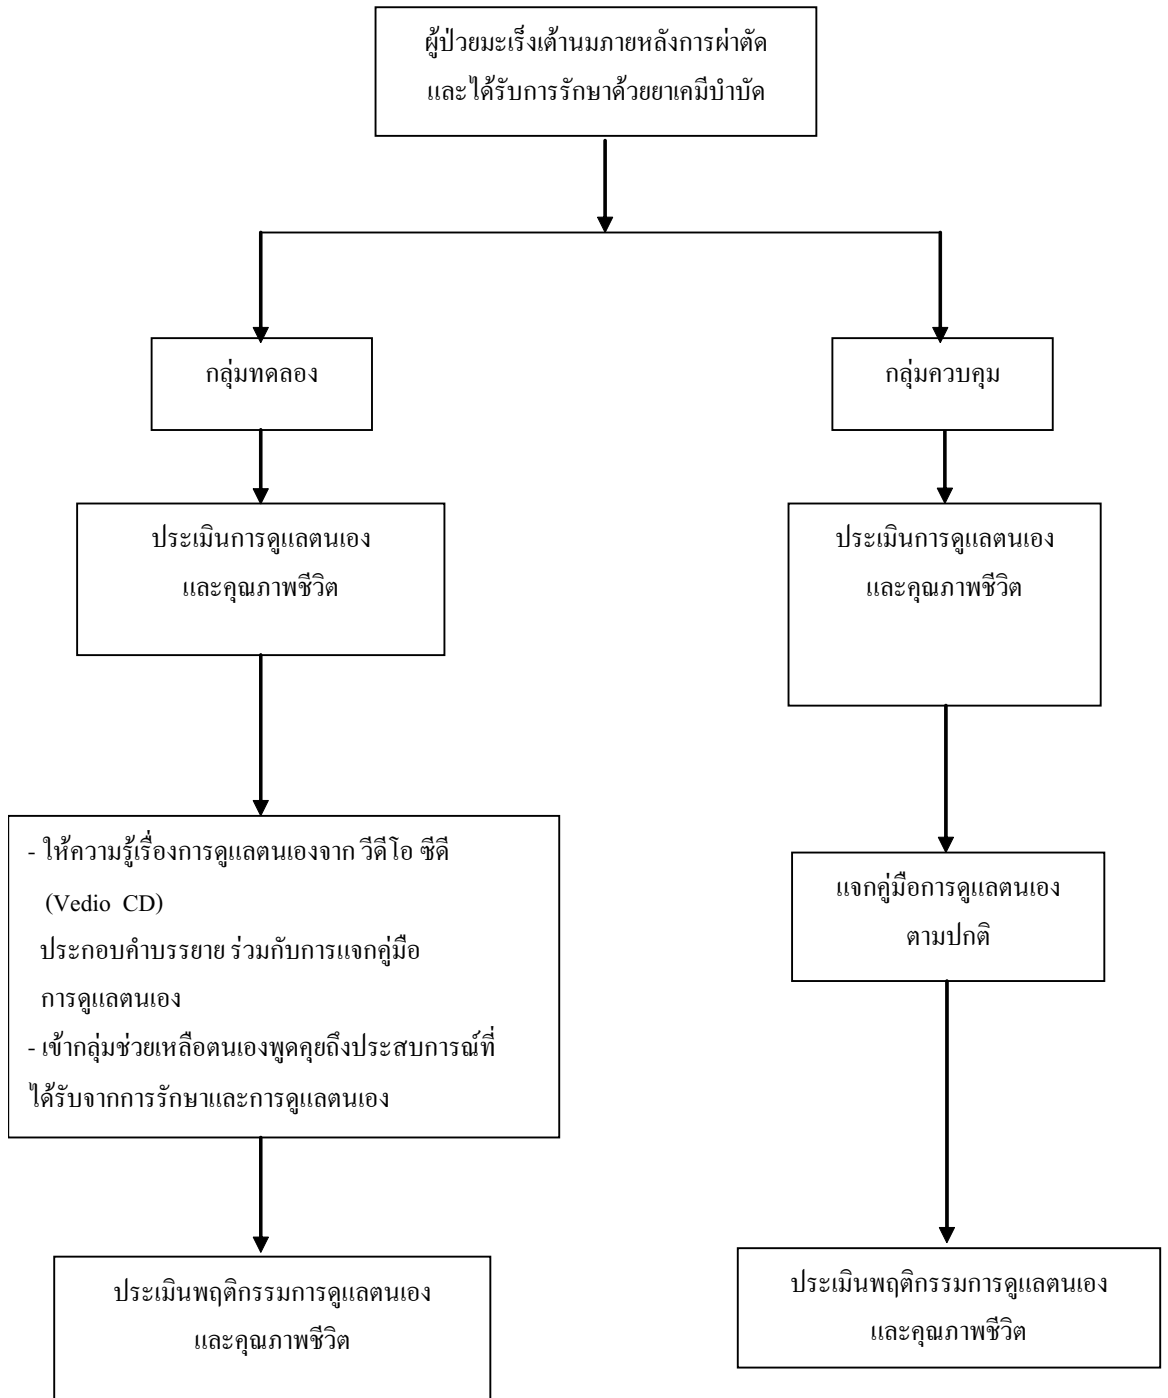 ผู้ป่วยมะเร็งเต้านมภายหลังการผ่าตัด
และได้รับการรักษาด้วยยาเคมีบำบัด
กลุ่มทดลอง
กลุ่มควบคุม
ประเมินการดูแลตนเอง
และคุณภาพชีวิต
ประเมินการดูแลตนเอง
และคุณภาพชีวิต
- ให้ความรู้เรื่องการดูแลตนเองจาก วีดีโอ ซีดี
(Vedio CD)
ประกอบคำบรรยาย ร่วมกับการแจกคู่มือ
การดูแลตนเอง
- เข้ากลุ่มช่วยเหลือตนเองพูดคุยถึงประสบการณ์ที่
ได้รับจากการรักษาและการดูแลตนเอง
แจกคู่มือการดูแลตนเอง
ตามปกติ
ประเมินพฤติกรรมการดูแลตนเอง
และคุณภาพชีวิต
ประเมินพฤติกรรมการดูแลตนเอง
และคุณภาพชีวิต